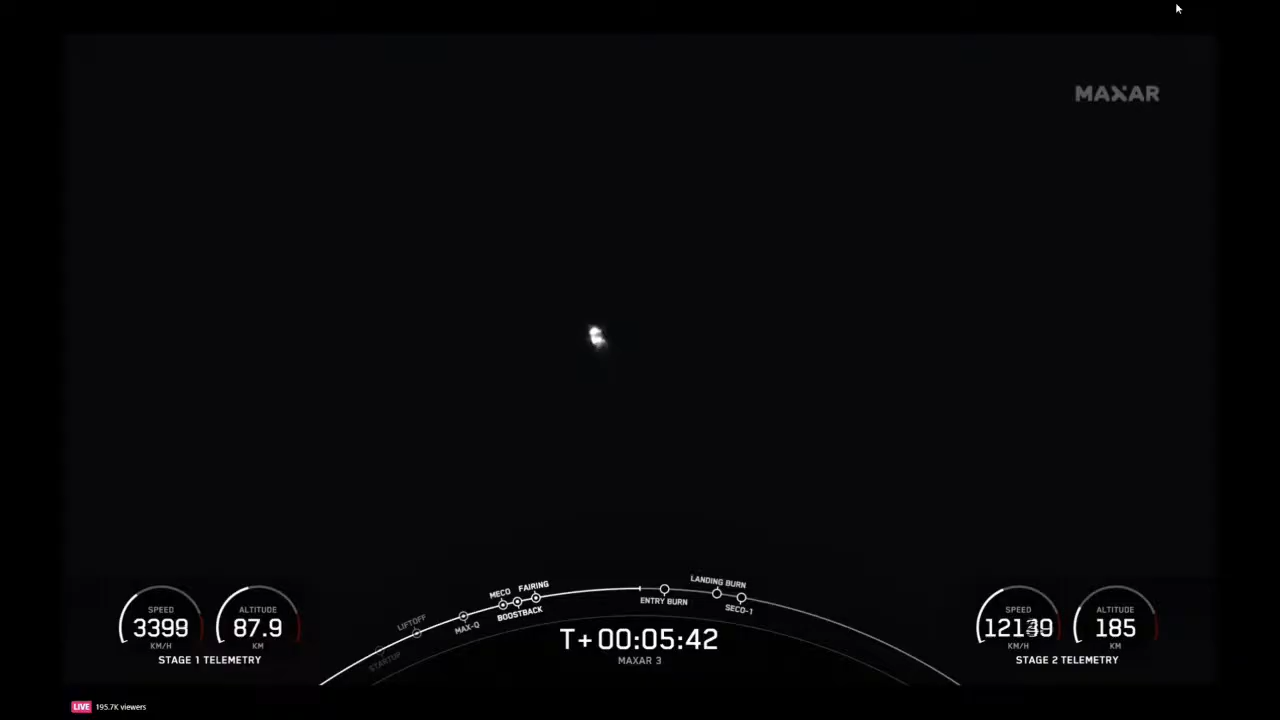 MAXAR
LIFTOFF
STARTUP
MAX-Q
MECO
FAIRING
BOOSTBACK
ENTRY BURN
LANDING BURN
SECO-1
SPEED
3399
KM/H
ALTITUDE
87.9
KM
STAGE 1 TELEMETRY
T+00:05:42
MAXAR 3
SPEED
KM/H
ALTITUDE
185
KM
STAGE 2 TELEMETRY
LIVE 195.7K viewers